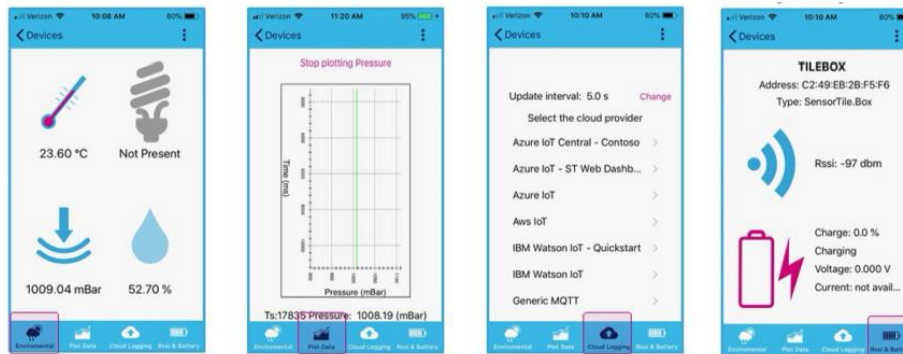 Verizon 10:08 AM 80%
Devices
23.60 °C Not Present
1009.04 mBar 52.70 %
Enviromental Plot Data Cloud Logging Rssi & Battery
Verizon 11:20 AM 95%
Devices
Stop plotting Pressure
Time (ms)
Pressure (mBar)
Ts:17835 Pressure: 1008.19 (mBar)
Enviromental Plot Data Cloud Logging Rssi & Battery
Verizon 10:10 AM 80%
Devices
Update interval: 5.0 s Change
Select the cloud provider
Azure IoT Central - Contoso
Azure IoT - ST Web Dashb...
Azure IoT
Aws IoT
IBM Watson IoT - Quickstart
IBM Watson IoT
Generic MQTT
Enviromental Plot Data Cloud Logging Rssi & Battery
Verizon 10:10 AM 80%
Devices
TILEBOX
Address: C2:49:EB:2B:F5:F6
Type: SensorTile.Box
Rssi: -97 dbm
Charge: 0.0 %
Charging
Voltage: 0.000 V
Current: not avail...
Enviromental Plot Data Cloud Logging Rssi & Batt